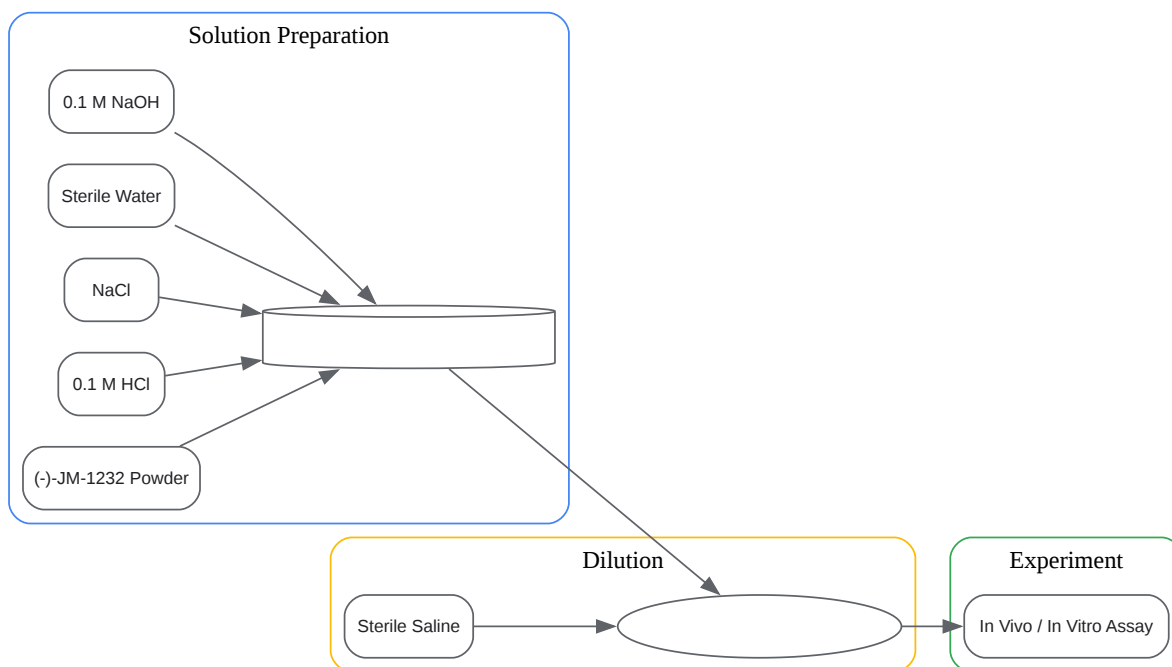 Solution Preparation
0.1 M NaOH
Sterile Water
NaCl
0.1 M HCl
(-)-JM-1232 Powder
Dilution
Sterile Saline
Experiment
In Vivo / In Vitro Assay